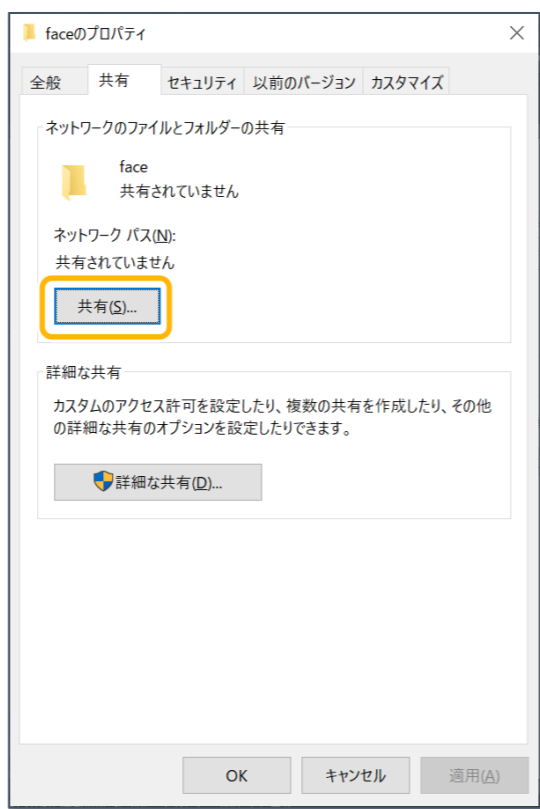 faceのプロパティ
全般 共有 セキュリティ 以前のバージョン カスタマイズ
ネットワークのファイルとフォルダーの共有
face
共有されていません
ネットワーク パス(N):
共有されていません
共有(S)...
詳細な共有
カスタムのアクセス許可を設定したり、複数の共有を作成したり、その他
の詳細な共有のオプションを設定したりできます。
詳細な共有(D)...
OK キャンセル 適用(A)